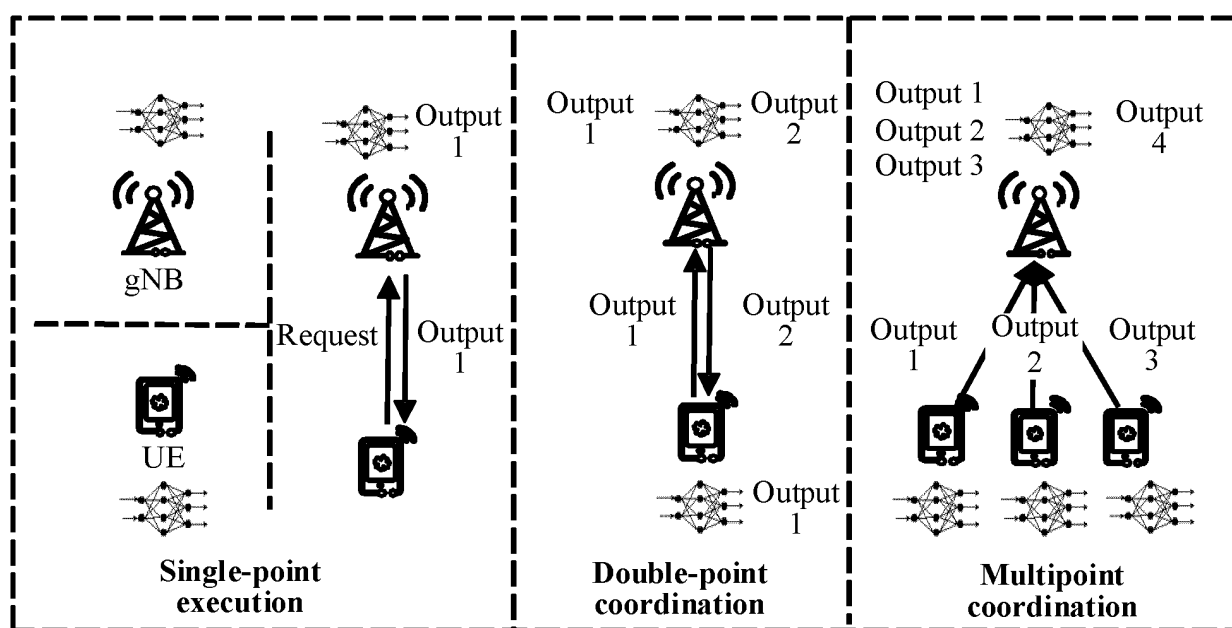 gNB
UE
Output
1
Request
Output
1
Single-point
execution
Output
1
Output
2
Output
1
Output
2
Output
1
Double-point
coordination
Output 1
Output 2
Output 3
Output
4
Output
1
Output
2
Output
3
Multipoint
coordination